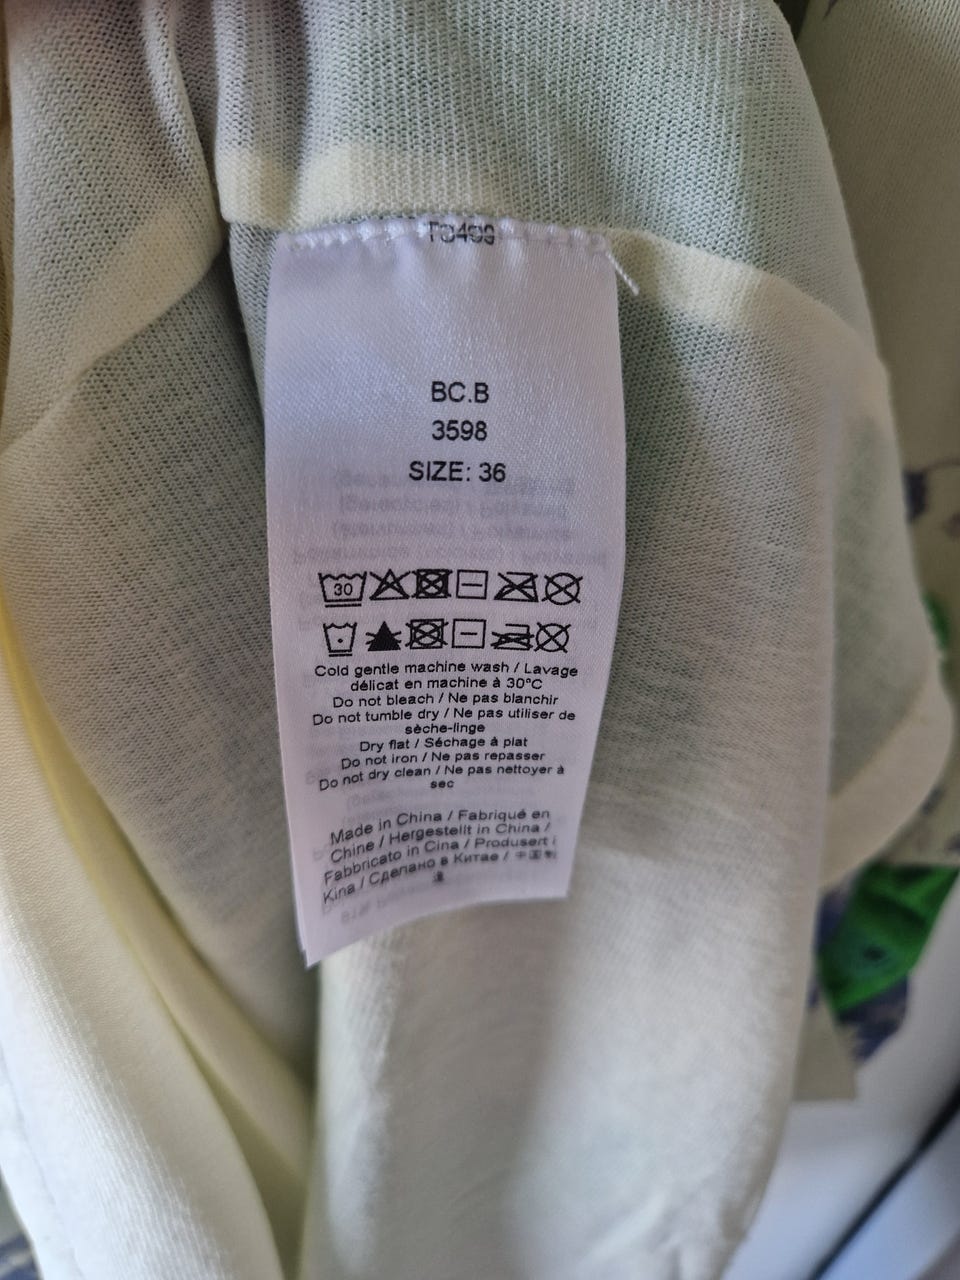 BC.B
3598
SIZE: 36
30
Cold gentle machine wash / Lavage
délicat en machine à 30°C
Do not bleach / Ne pas blanchir
Do not tumble dry / Ne pas utiliser de
sèche-linge
Dry flat / Séchage à plat
Do not iron / Ne pas repasser
Do not dry clean / Ne pas nettoyer à
sec
Made in China / Fabriqué en
Chine / Hergestellt in China /
Fabbricato in Cina / Produsert i
Kina / Сделано в Китае /